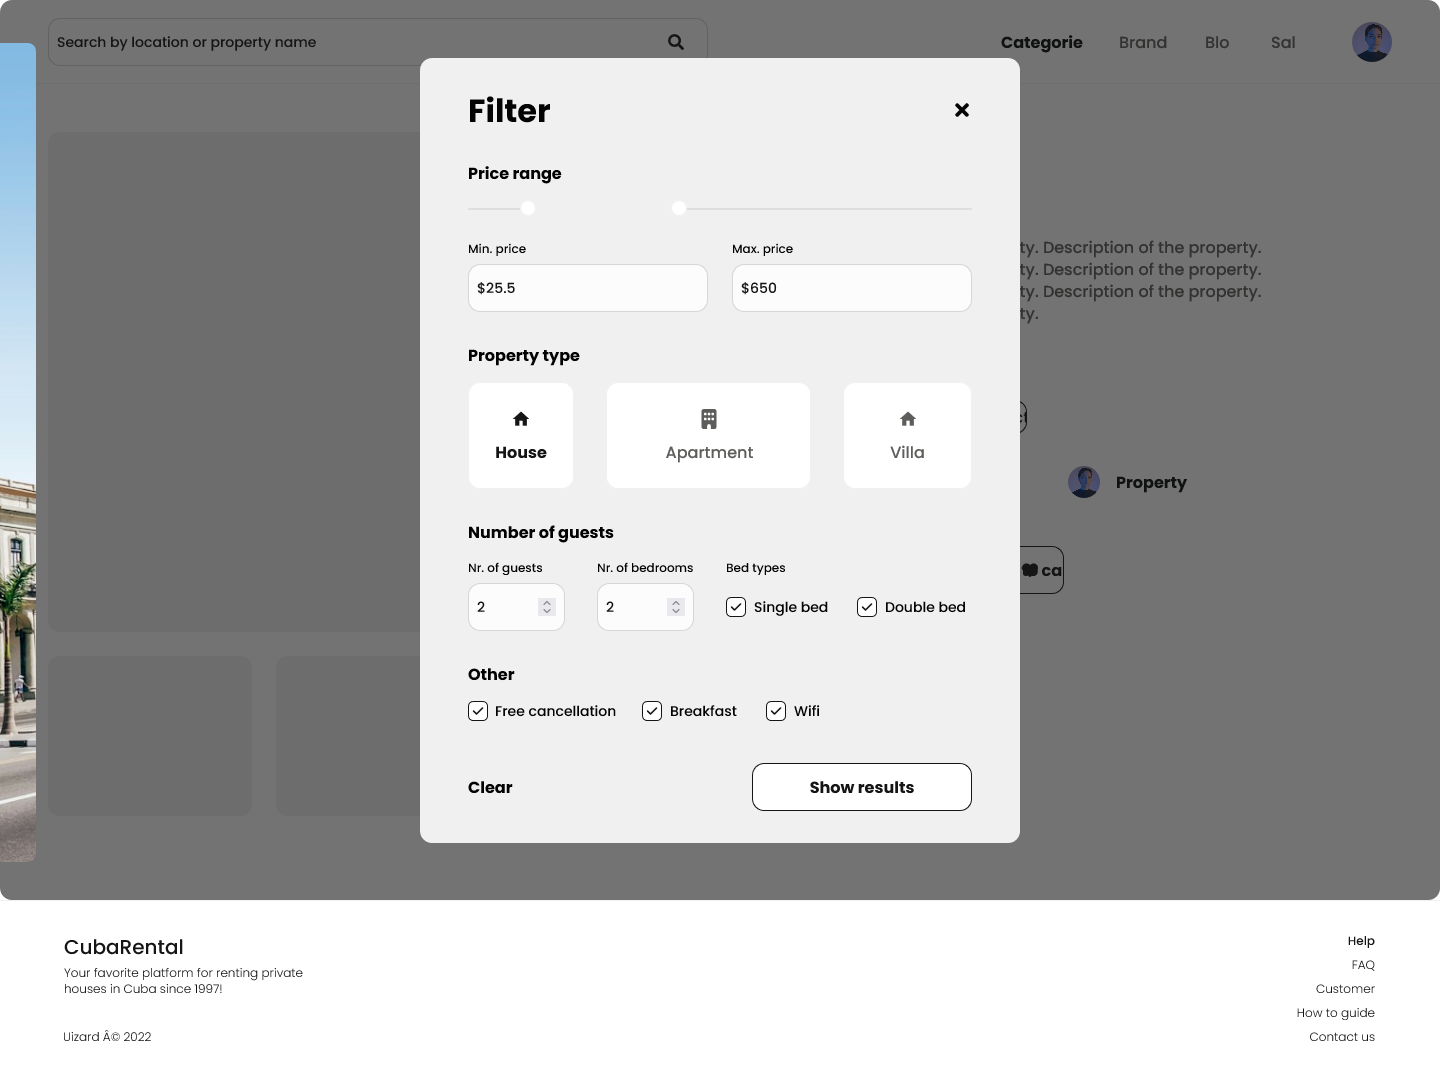 Search by location or property name
Categorie
Brand
Blo
Sal
Filter
Price range
Min. price
Max. price
$25.5
$650
ty. Description of the property.
ty. Description of the property.
ty. Description of the property.
ty.
Property type
House
Apartment
Villa
Property
Number of guests
Nr. of guests
Nr. of bedrooms
Bed types
2
2
Single bed
Double bed
ca
Other
Free cancellation
Breakfast
Wifi
Clear
Show results
CubaRental
Your favorite platform for renting private
houses in Cuba since 1997!
Uizard Â© 2022
Help
FAQ
Customer
How to guide
Contact us